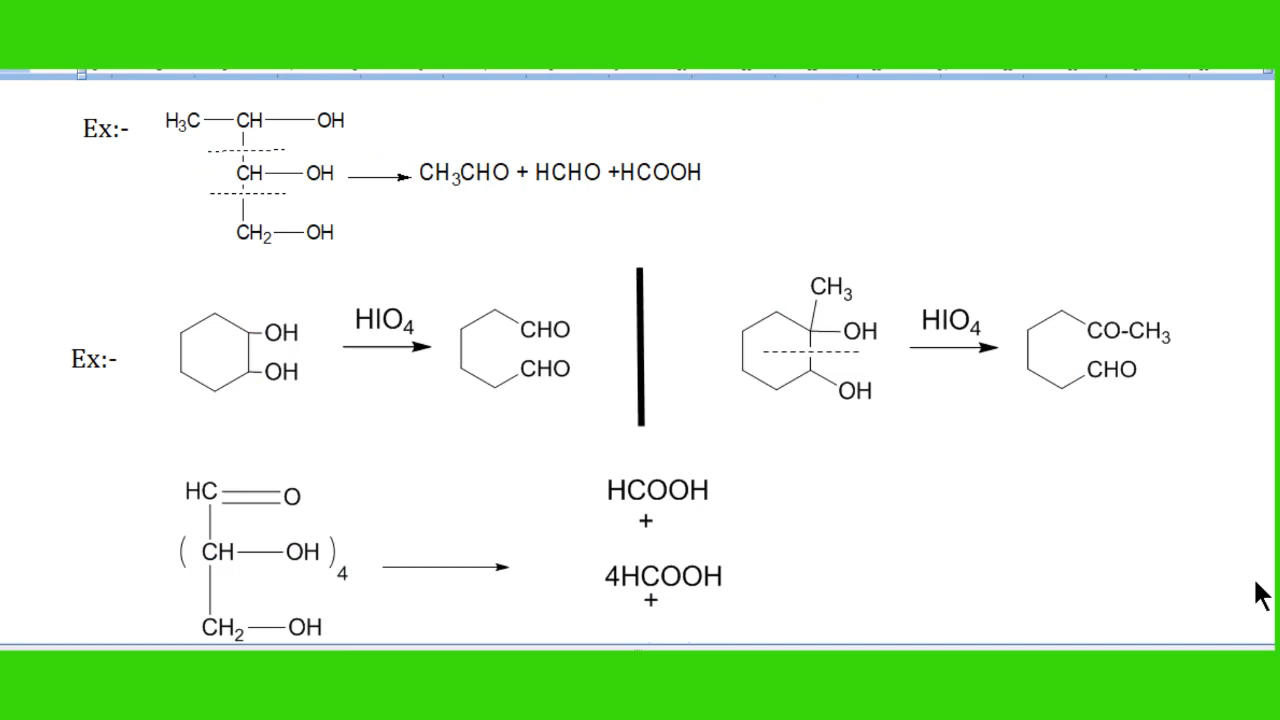 Ex:-
H₃C—CH—OH
CH—OH → CH₃CHO + HCHO +HCOOH
CH₂—OH
Ex:-
OH
OH
HIO₄
CHO
CHO
CH₃
OH
OH
HIO₄
CO-CH₃
CHO
HC═O
( CH—OH )₄
CH₂—OH
HCOOH
+
4HCOOH
+